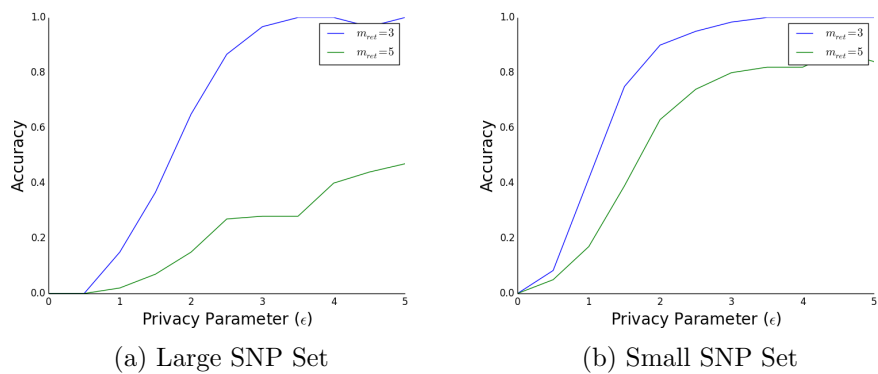 1.0
0.8
0.6
0.4
0.2
0.0
Accuracy
m_ret=3
m_ret=5
0 1 2 3 4 5
Privacy Parameter (ϵ)
(a) Large SNP Set
1.0
0.8
0.6
0.4
0.2
0.0
Accuracy
m_ret=3
m_ret=5
0 1 2 3 4 5
Privacy Parameter (ϵ)
(b) Small SNP Set